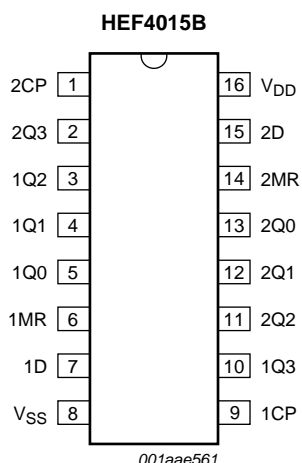 HEF4015B
2CP 1 16 VDD
2Q3 2 15 2D
1Q2 3 14 2MR
1Q1 4 13 2Q0
1Q0 5 12 2Q1
1MR 6 11 2Q2
1D 7 10 1Q3
VSS 8 9 1CP
001aae561